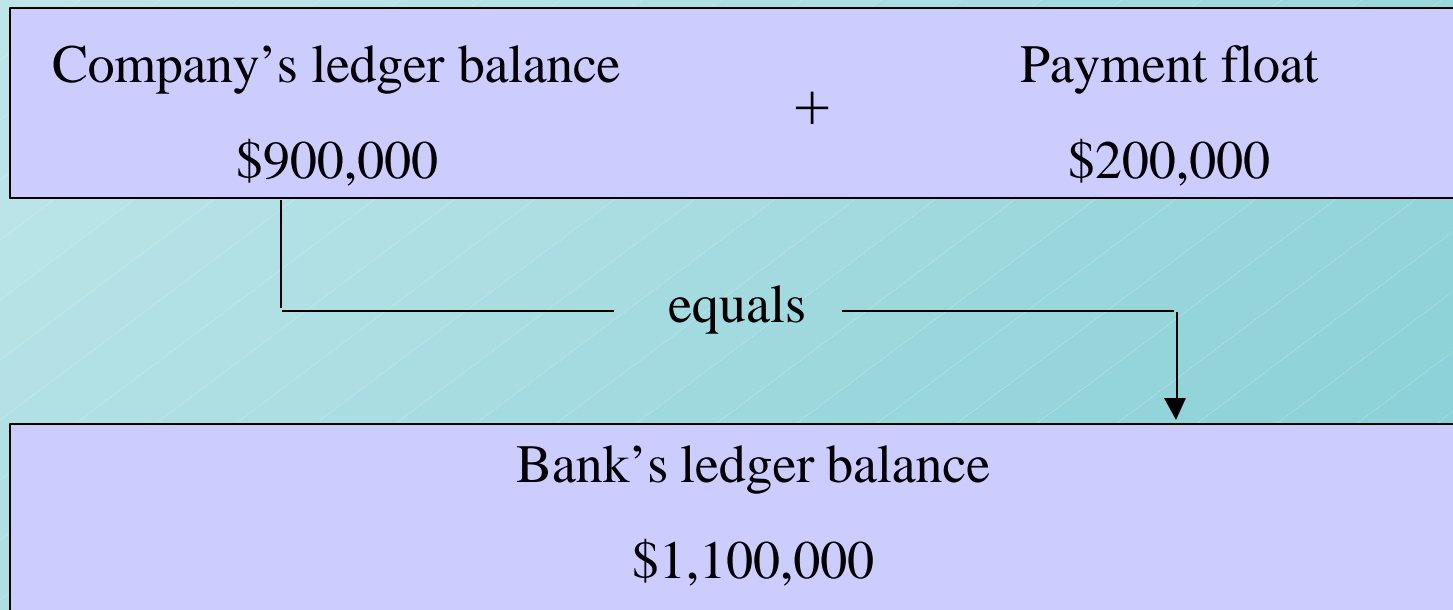 Company’s ledger balance
+
Payment float
$900,000
$200,000
equals
Bank’s ledger balance
$1,100,000